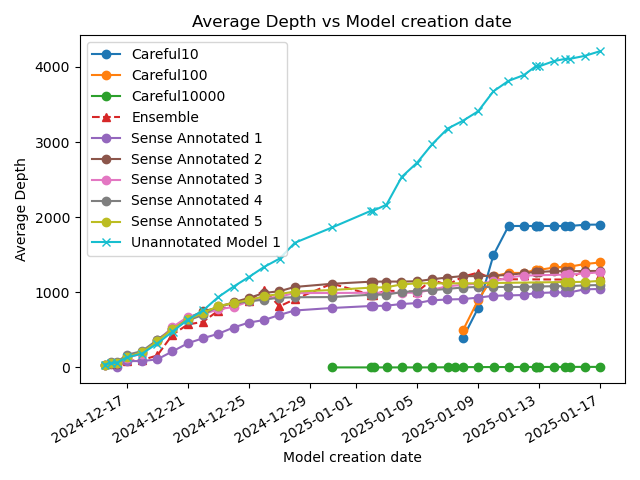 Average Depth vs Model creation date
Careful10
Careful100
Careful10000
Ensemble
Sense Annotated 1
Sense Annotated 2
Sense Annotated 3
Sense Annotated 4
Sense Annotated 5
Unannotated Model 1
Average Depth
4000
3000
2000
1000
0
2024-12-17
2024-12-21
2024-12-25
2024-12-29
2025-01-01
2025-01-05
2025-01-09
2025-01-13
2025-01-17
Model creation date